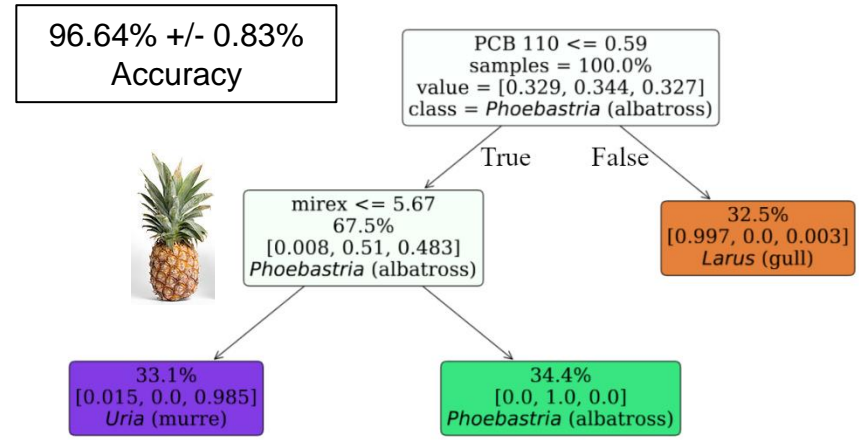 96.64% +/- 0.83%
Accuracy
PCB 110 <= 0.59
samples = 100.0%
value = [0.329, 0.344, 0.327]
class = Phoebastria (albatross)
True
False
mirex <= 5.67
67.5%
[0.008, 0.51, 0.483]
Phoebastria (albatross)
32.5%
[0.997, 0.0, 0.003]
Larus (gull)
33.1%
[0.015, 0.0, 0.985]
Uria (murre)
34.4%
[0.0, 1.0, 0.0]
Phoebastria (albatross)